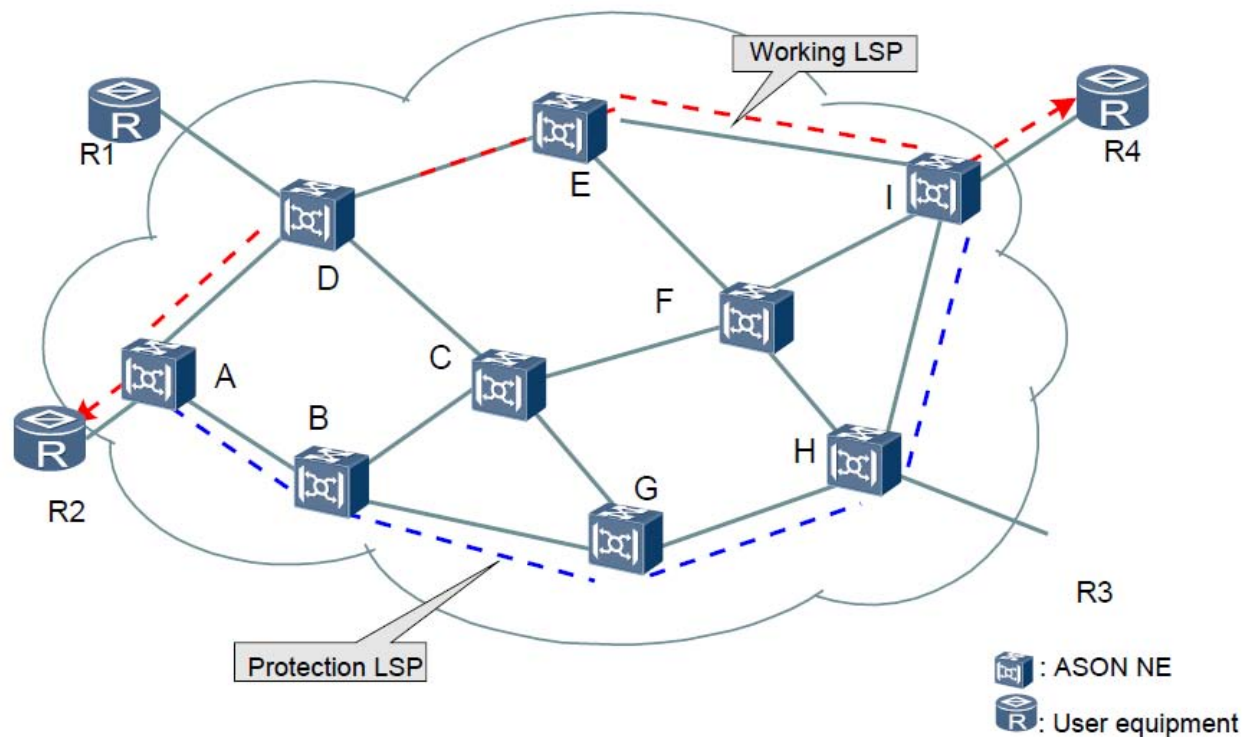 Working LSP
R
R1
R
R4
E
I
D
F
A
C
B
R
R2
H
G
R3
Protection LSP
: ASON NE
R
: User equipment